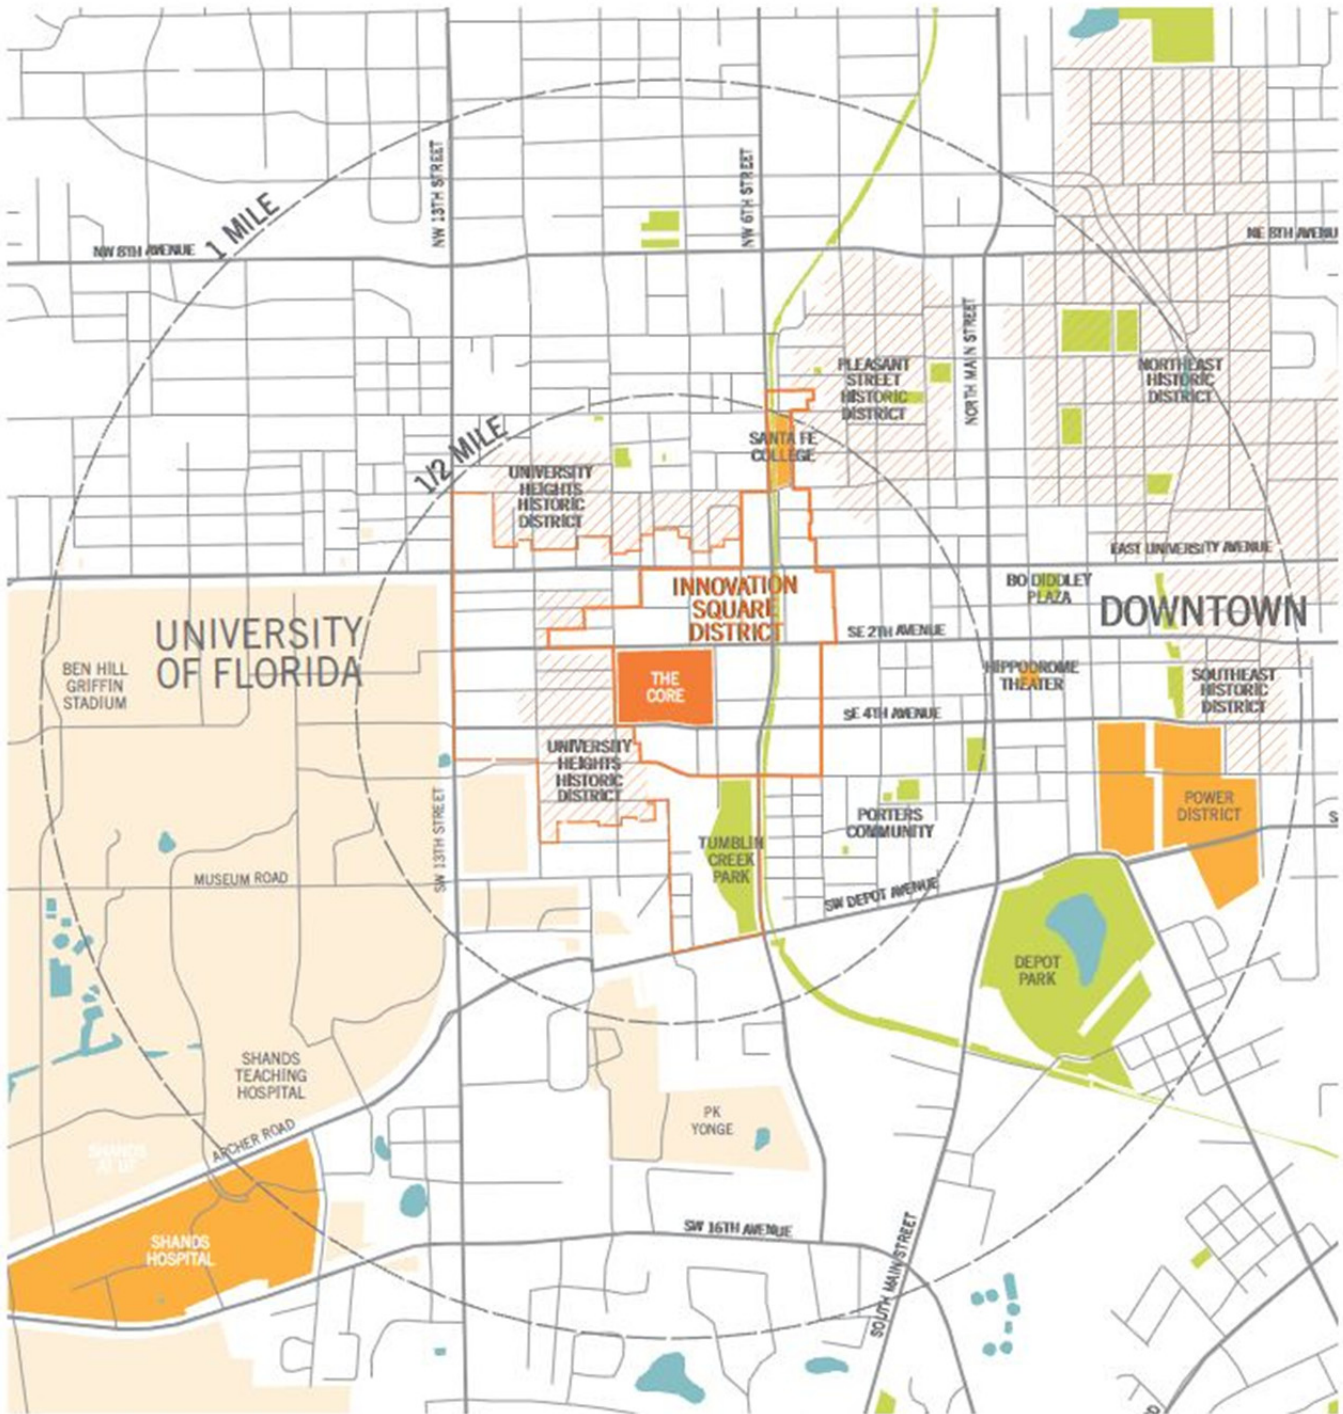 NW 13TH STREET
NW 6TH STREET
1 MILE
NW 8TH AVENUE
NE 8TH AVENU
NORTH MAIN STREET
PLEASANT
STREET
HISTORIC
DISTRICT
NORTHEAST
HISTORIC
DISTRICT
1/2 MILE
SANTA FE
COLLEGE
UNIVERSITY
HEIGHTS
HISTORIC
DISTRICT
EAST UNIVERSITY AVENUE
INNOVATION
SQUARE
DISTRICT
BO DIDDLEY
PLAZA
DOWNTOWN
UNIVERSITY
OF FLORIDA
SE 2TH AVENUE
BEN HILL
GRIFFIN
STADIUM
THE
CORE
HIPPODROME
THEATER
SOUTHEAST
HISTORIC
DISTRICT
SE 4TH AVENUE
UNIVERSITY
HEIGHTS
HISTORIC
DISTRICT
SW 13TH STREET
PORTERS
COMMUNITY
POWER
DISTRICT
S
TUMBLIN
CREEK
PARK
MUSEUM ROAD
SW DEPOT AVENUE
DEPOT
PARK
SHANDS
TEACHING
HOSPITAL
PK
YONGE
ARCHER ROAD
SHANDS
AT UF
SHANDS
HOSPITAL
SW 16TH AVENUE
SOUTH MAIN STREET